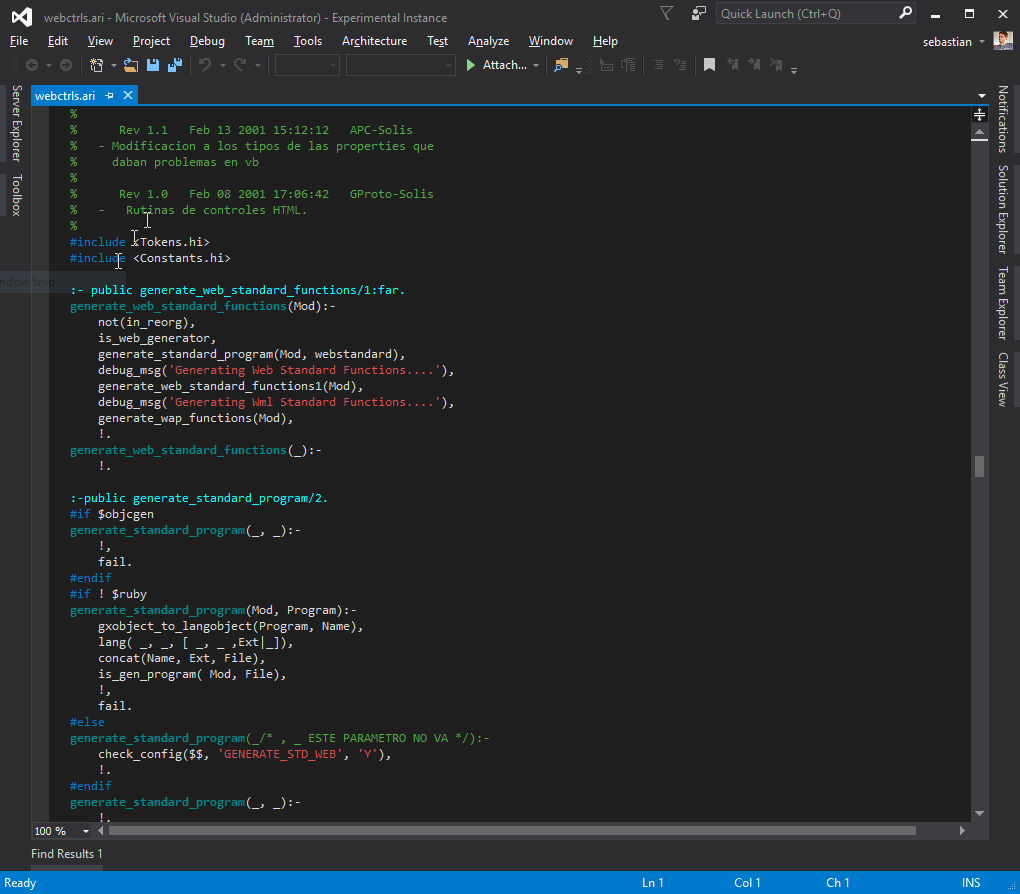 webctrls.ari - Microsoft Visual Studio (Administrator) - Experimental Instance
Quick Launch (Ctrl+Q)
File Edit View Project Debug Team Tools Architecture Test Analyze Window Help
sebastian
Attach...
Server Explorer
Toolbox
webctrls.ari
Notifications
Solution Explorer
Team Explorer
Class View
%
% Rev 1.1 Feb 13 2001 15:12:12 APC-Solis
% - Modificacion a los tipos de las properties que
% daban problemas en vb
%
% Rev 1.0 Feb 08 2001 17:06:42 GProto-Solis
% - Rutinas de controles HTML.
%
#include <Tokens.hi>
#include <Constants.hi>
ndow Snip
:- public generate_web_standard_functions/1:far.
generate_web_standard_functions(Mod):-
not(in_reorg),
is_web_generator,
generate_standard_program(Mod, webstandard),
debug_msg('Generating Web Standard Functions....'),
generate_web_standard_functions1(Mod),
debug_msg('Generating Wml Standard Functions....'),
generate_wap_functions(Mod),
!.
generate_web_standard_functions(_):-
!.
:-public generate_standard_program/2.
#if $objcgen
generate_standard_program(_, _):-
!,
fail.
#endif
#if ! $ruby
generate_standard_program(Mod, Program):-
gxobject_to_langobject(Program, Name),
lang( _, _, [ _, _ ,Ext|_]),
concat(Name, Ext, File),
is_gen_program( Mod, File),
!,
fail.
#else
generate_standard_program(_/* , _ ESTE PARAMETRO NO VA */):-
check_config($$, 'GENERATE_STD_WEB', 'Y'),
!.
#endif
generate_standard_program(_, _):-
!.
100 %
Find Results 1
Ready Ln 1 Col 1 Ch 1 INS